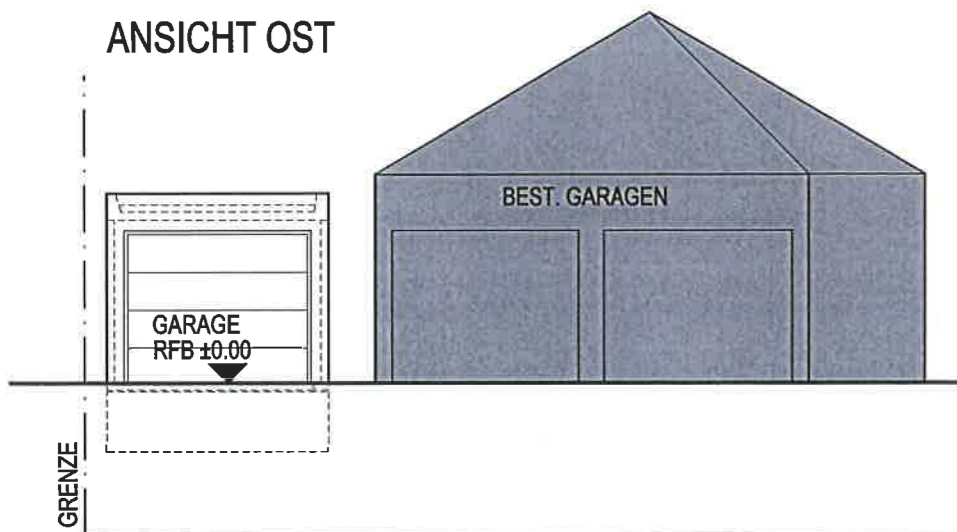 ANSICHT OST
BEST. GARAGEN
GARAGE
RFB ±0.00
GRENZE